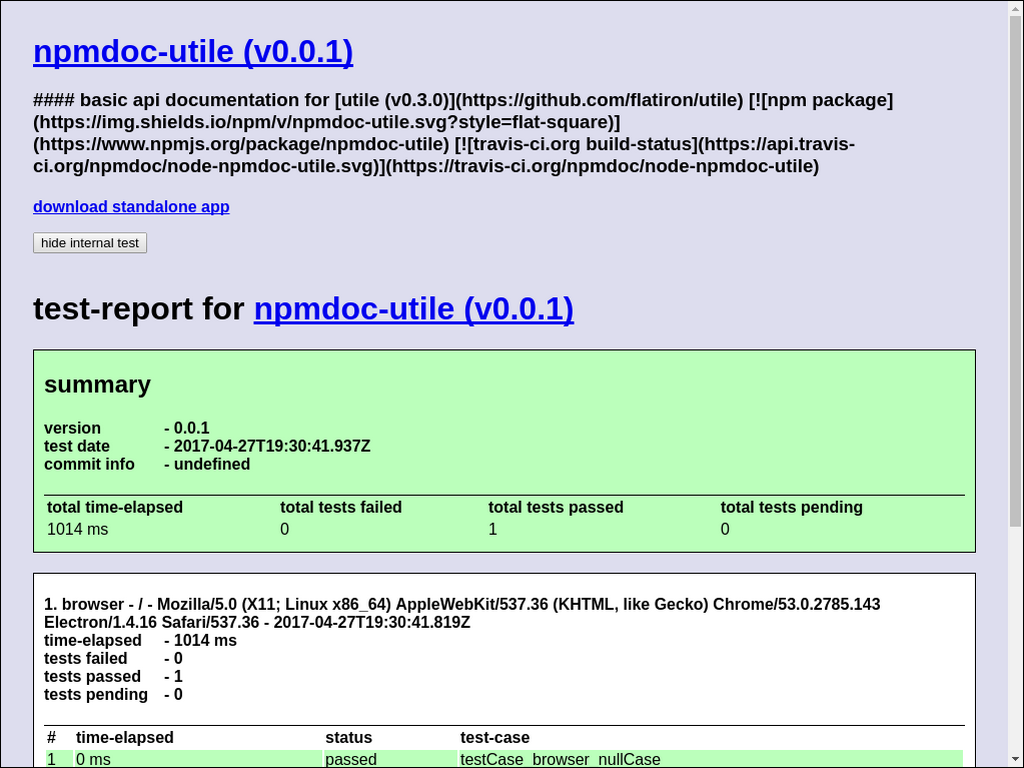 npmdoc-utile (v0.0.1)
#### basic api documentation for [utile (v0.3.0)](https://github.com/flatiron/utile) [![npm package]
(https://img.shields.io/npm/v/npmdoc-utile.svg?style=flat-square)]
(https://www.npmjs.org/package/npmdoc-utile) [![travis-ci.org build-status](https://api.travis-
ci.org/npmdoc/node-npmdoc-utile.svg)](https://travis-ci.org/npmdoc/node-npmdoc-utile)
download standalone app
hide internal test
test-report for npmdoc-utile (v0.0.1)
summary
version - 0.0.1
test date - 2017-04-27T19:30:41.937Z
commit info - undefined
total time-elapsed total tests failed total tests passed total tests pending
1014 ms 0 1 0
1. browser - / - Mozilla/5.0 (X11; Linux x86_64) AppleWebKit/537.36 (KHTML, like Gecko) Chrome/53.0.2785.143
Electron/1.4.16 Safari/537.36 - 2017-04-27T19:30:41.819Z
time-elapsed - 1014 ms
tests failed - 0
tests passed - 1
tests pending - 0
# time-elapsed status test-case
1 0 ms passed testCase_browser_nullCase